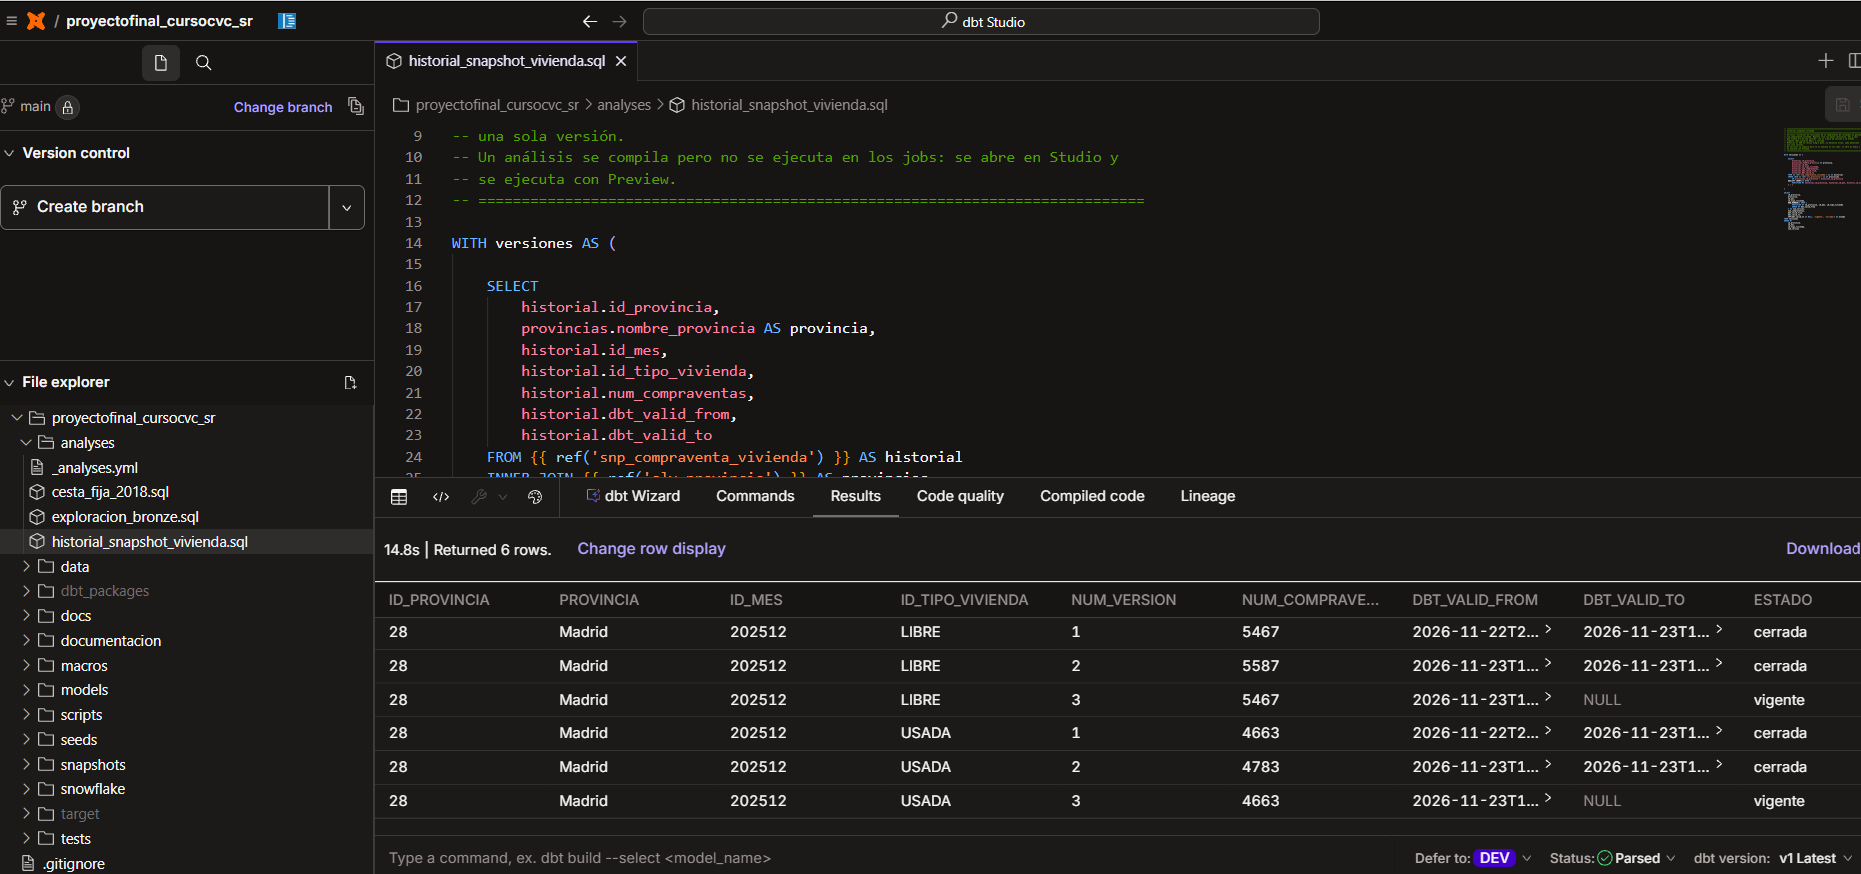 / proyectofinal_cursocvc_sr
dbt Studio
historial_snapshot_vivienda.sql
main
Change branch
proyectofinal_cursocvc_sr > analyses > historial_snapshot_vivienda.sql
Version control
Create branch
File explorer
proyectofinal_cursocvc_sr
analyses
_analyses.yml
cesta_fija_2018.sql
exploracion_bronze.sql
historial_snapshot_vivienda.sql
data
dbt_packages
docs
documentacion
macros
models
scripts
seeds
snapshots
snowflake
target
tests
.gitignore
9 -- una sola versión.
10 -- Un análisis se compila pero no se ejecuta en los jobs: se abre en Studio y
11 -- se ejecuta con Preview.
12 -- =============================================================================
13
14 WITH versiones AS (
15
16 SELECT
17 historial.id_provincia,
18 provincias.nombre_provincia AS provincia,
19 historial.id_mes,
20 historial.id_tipo_vivienda,
21 historial.num_compraventas,
22 historial.dbt_valid_from,
23 historial.dbt_valid_to
24 FROM {{ ref('snp_compraventa_vivienda') }} AS historial
dbt Wizard Commands Results Code quality Compiled code Lineage
14.8s | Returned 6 rows. Change row display Download
ID_PROVINCIA PROVINCIA ID_MES ID_TIPO_VIVIENDA NUM_VERSION NUM_COMPRAVE... DBT_VALID_FROM DBT_VALID_TO ESTADO
28 Madrid 202512 LIBRE 1 5467 2026-11-22T2... 2026-11-23T1... cerrada
28 Madrid 202512 LIBRE 2 5587 2026-11-23T1... 2026-11-23T1... cerrada
28 Madrid 202512 LIBRE 3 5467 2026-11-23T1... NULL vigente
28 Madrid 202512 USADA 1 4663 2026-11-22T2... 2026-11-23T1... cerrada
28 Madrid 202512 USADA 2 4783 2026-11-23T1... 2026-11-23T1... cerrada
28 Madrid 202512 USADA 3 4663 2026-11-23T1... NULL vigente
Type a command, ex. dbt build --select <model_name>
Defer to: DEV Status: Parsed dbt version: v1 Latest